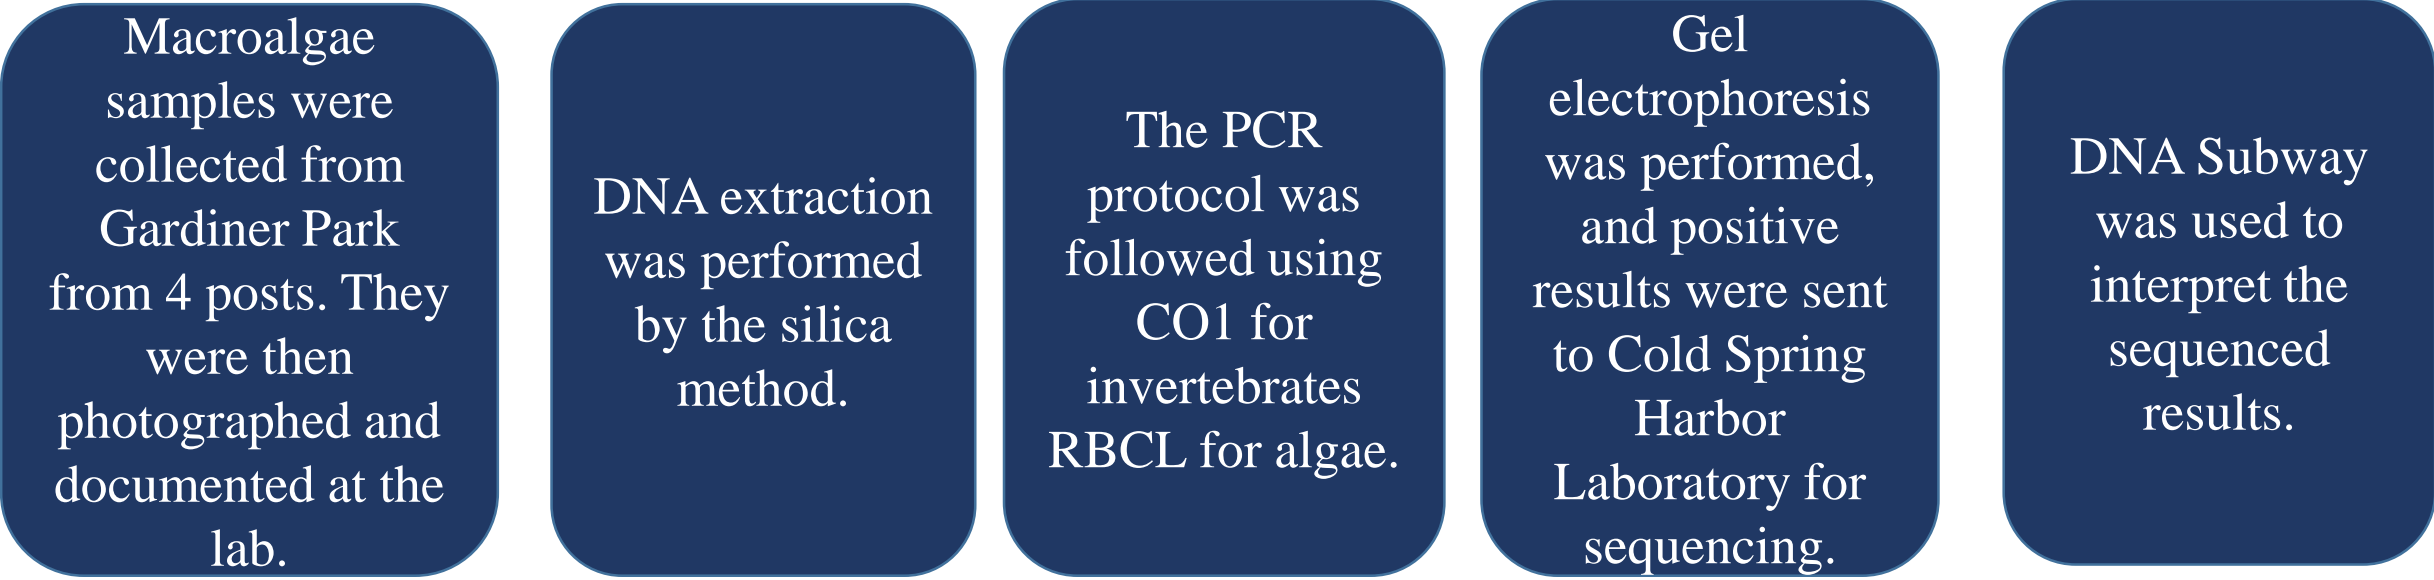 Macroalgae
samples were
collected from
Gardiner Park
from 4 posts. They
were then
photographed and
documented at the
lab.
DNA extraction
was performed
by the silica
method.
The PCR
protocol was
followed using
CO1 for
invertebrates
RBCL for algae.
Gel
electrophoresis
was performed,
and positive
results were sent
to Cold Spring
Harbor
Laboratory for
sequencing.
DNA Subway
was used to
interpret the
sequenced
results.